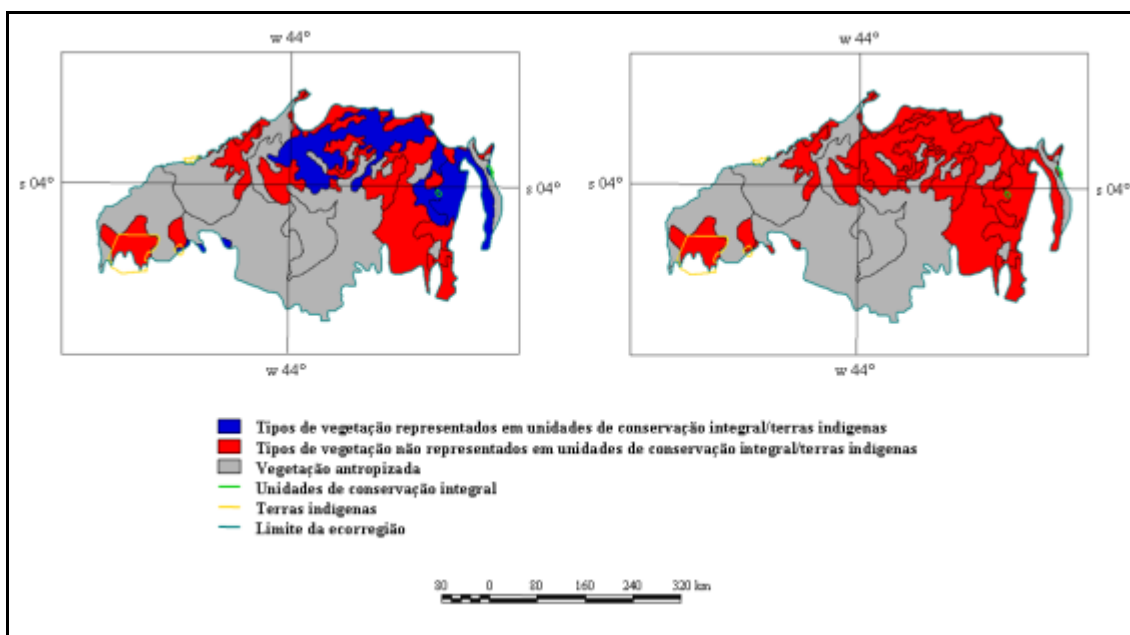 w 44°
w 44°
s 04°
s 04°
s 04°
s 04°
w 44°
w 44°
Tipos de vegetação representados em unidades de conservação integral/terras indigenas
Tipos de vegetação não representados em unidades de conservação integral/terras indigenas
Vegetação antropizada
Unidades de conservação integral
Terras indigenas
Limite da ecorregião
80 0 80 160 240 320 km